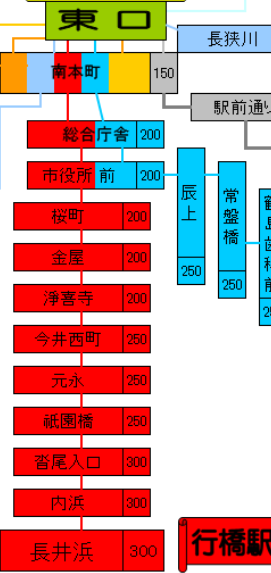 東口
長狭川
南本町 150
駅前通り
総合庁舎 200
市役所前 200
辰上 250
常盤橋 250
桜町 200
金屋 200
浄喜寺 200
今井西町 250
元永 250
祇園橋 250
沓尾入口 300
内浜 300
長井浜 300
行橋駅